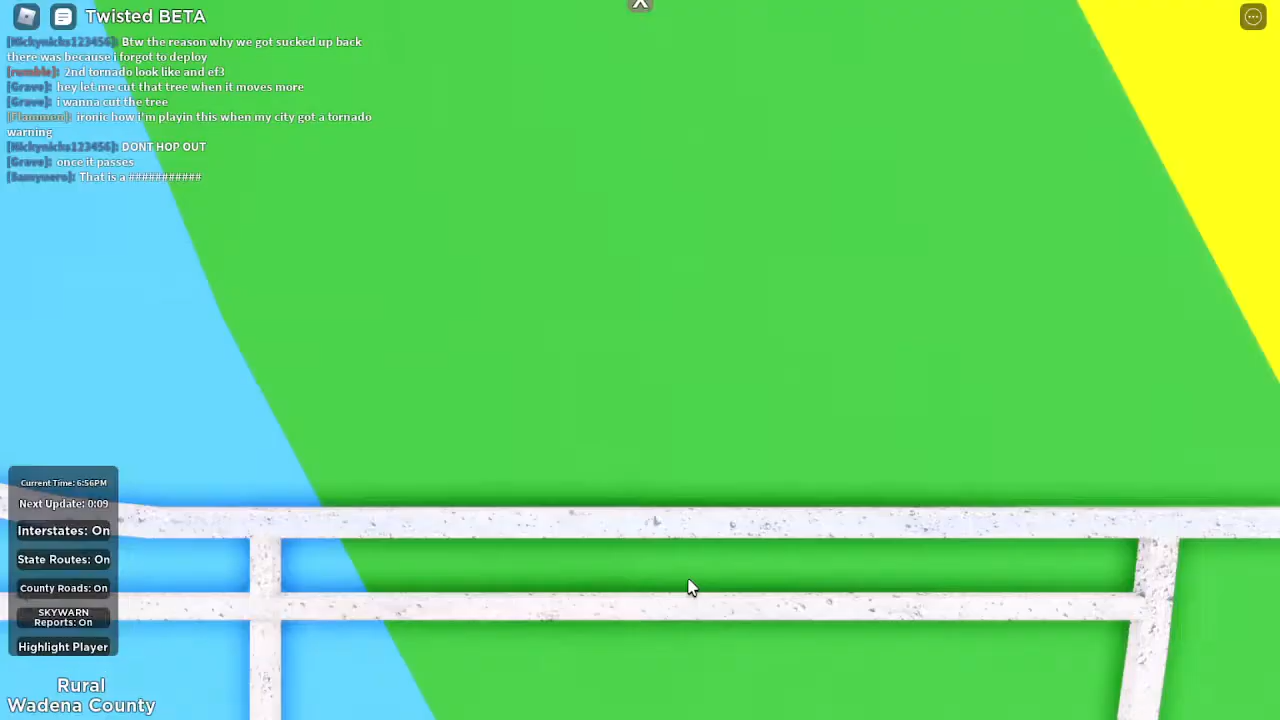 Twisted BETA
[Nickynicks123456]: Btw the reason why we got sucked up back
there was because i forgot to deploy
[rumble]: 2nd tornado look like and ef3
[Grave]: hey let me cut that tree when it moves more
[Grave]: i wanna cut the tree
[Flammen]: ironic how i'm playin this when my city got a tornado
warning
[Nickynicks123456]: DONT HOP OUT
[Grave]: once it passes
That is a ###########
X
Current Time: 6:56PM
Next Update: 0:09
Interstates: On
State Routes: On
County Roads: On
SKYWARN
Reports: On
Highlight Player
Rural
Wadena County